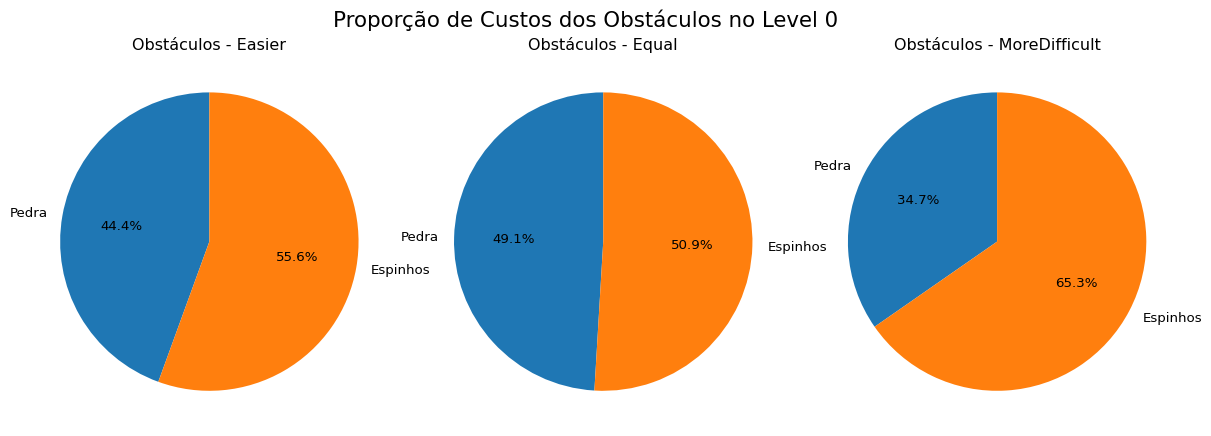 Proporção de Custos dos Obstáculos no Level 0
Obstáculos - Easier
Pedra
44.4%
55.6%
Espinhos
Obstáculos - Equal
Pedra
49.1%
50.9%
Espinhos
Obstáculos - MoreDifficult
Pedra
34.7%
65.3%
Espinhos